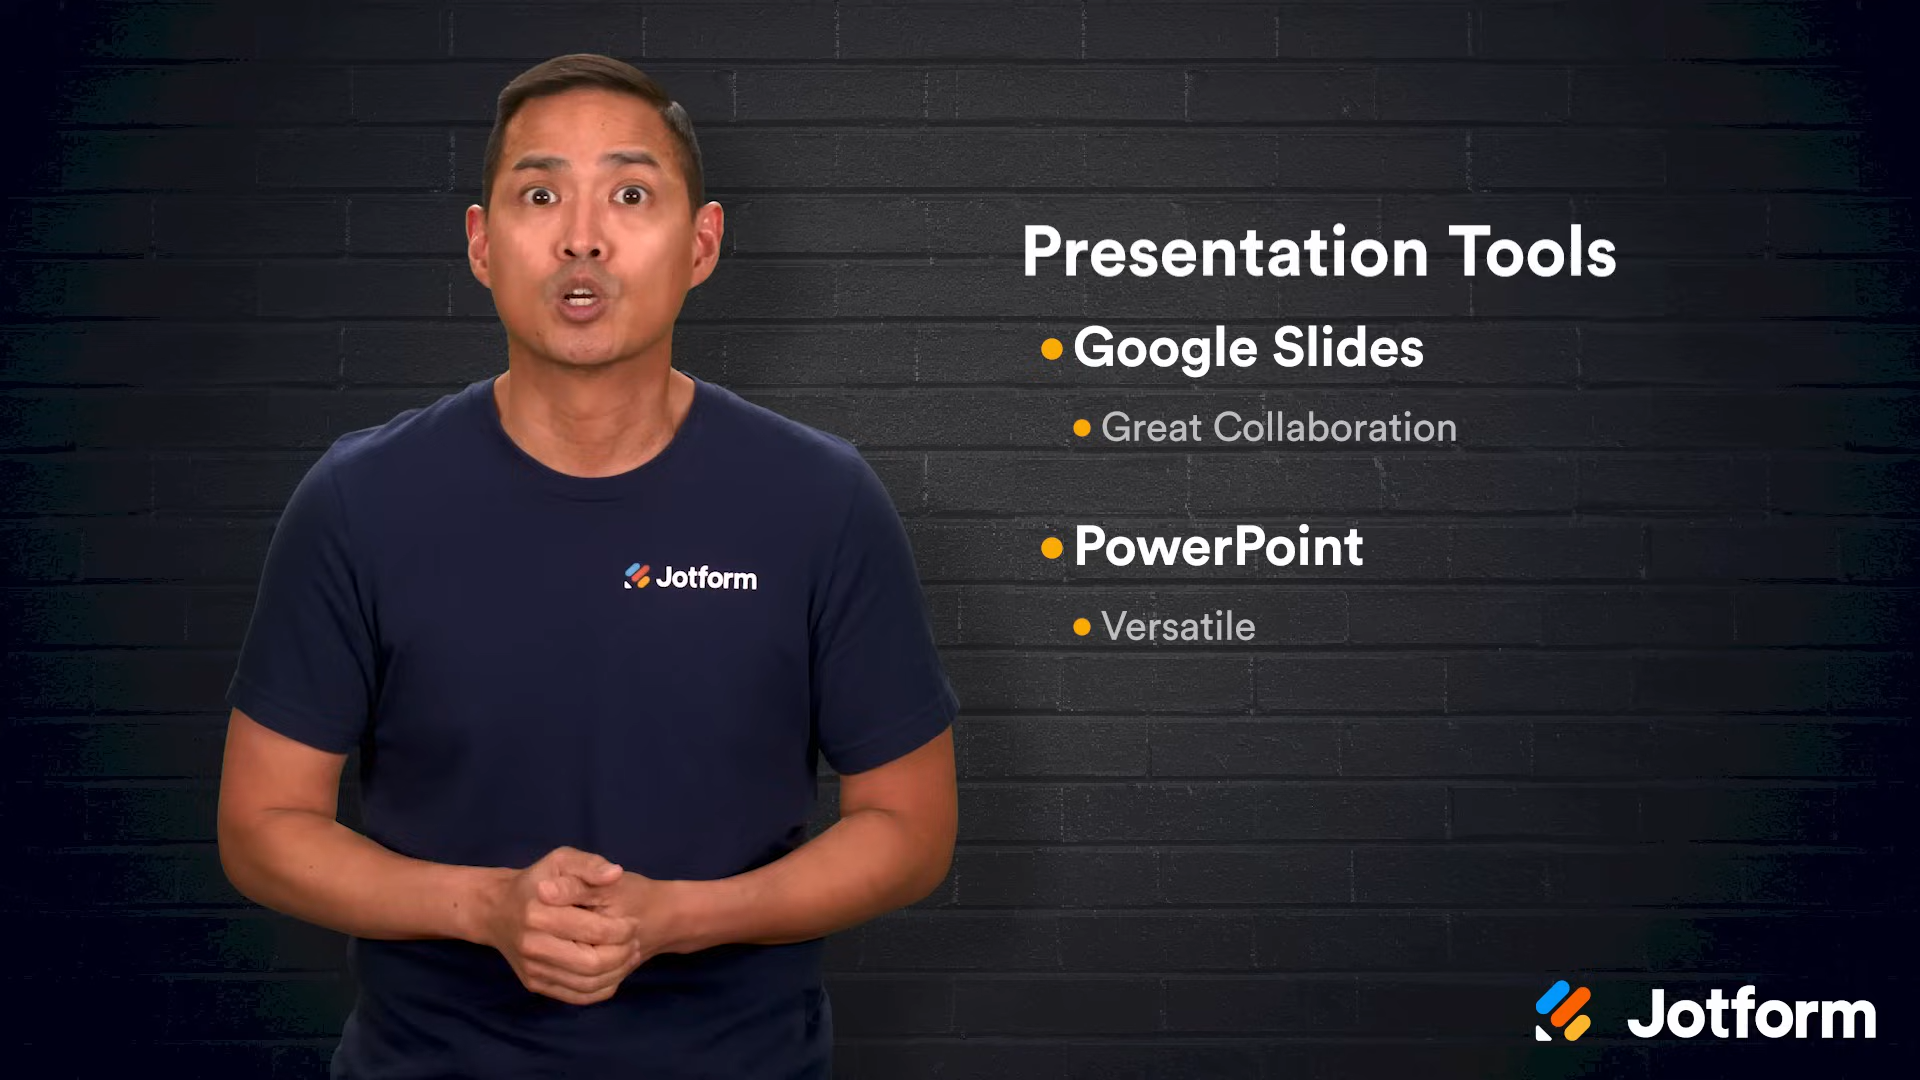 Presentation Tools
Google Slides
Great Collaboration
PowerPoint
Versatile
Jotform
Jotform